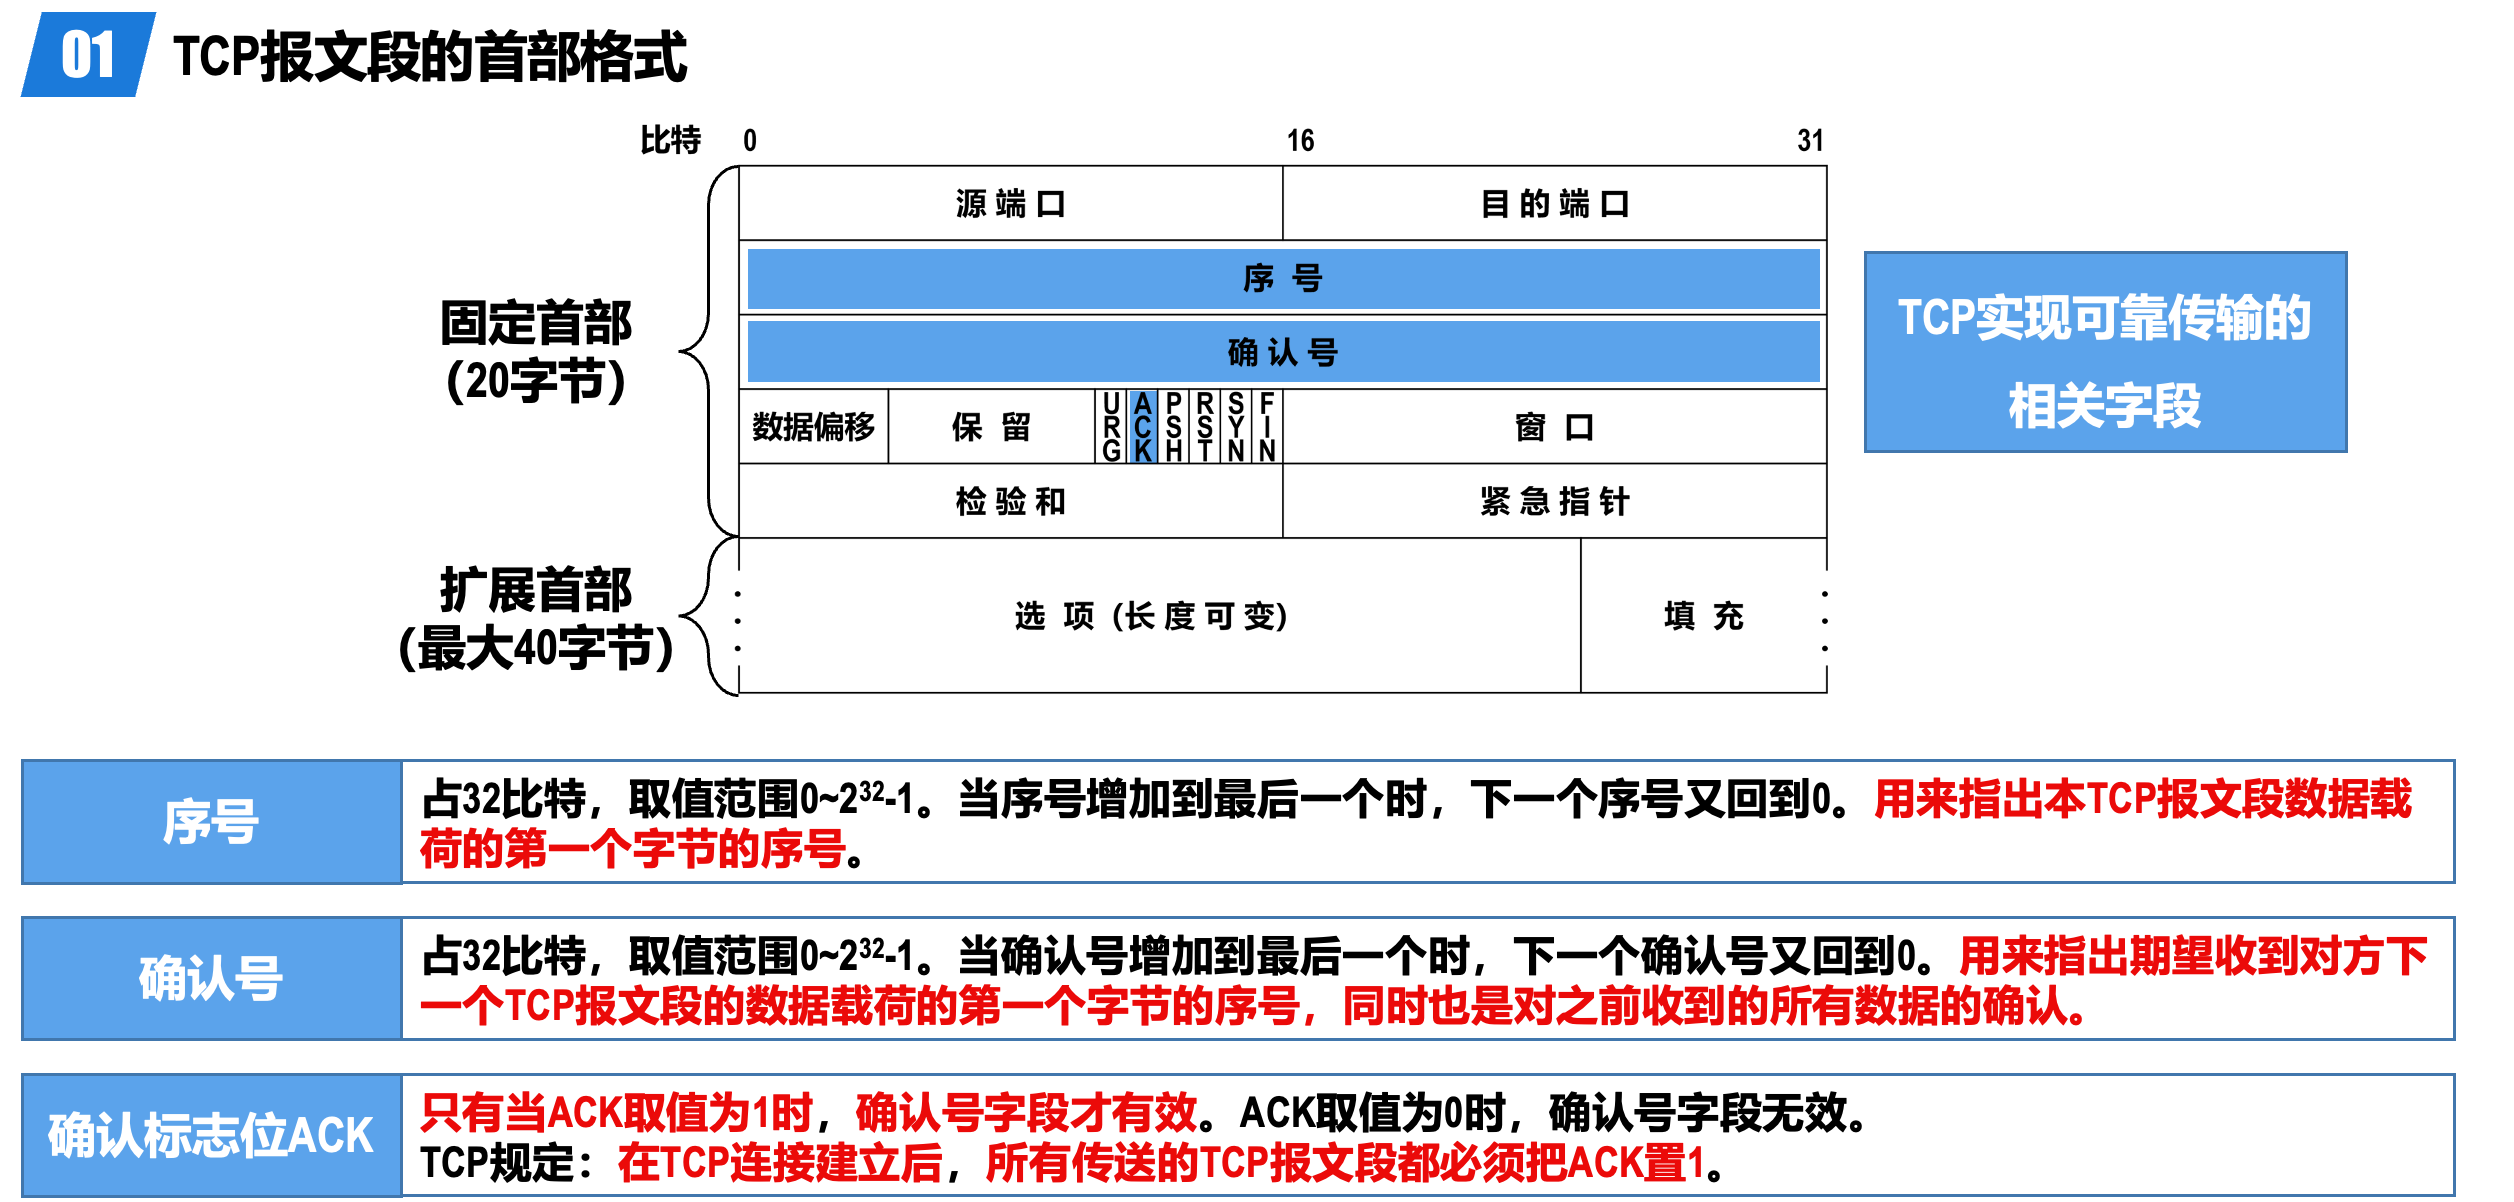 01 TCP报文段的首部格式
比特 0 16 31
源端口 目的端口
序号
确认号
数据偏移 保留 URG ACK PSH RST SYN FIN 窗口
检验和 紧急指针
选项(长度可变) 填充
固定首部
(20字节)
扩展首部
(最大40字节)
TCP实现可靠传输的
相关字段
序号
占32比特，取值范围0~2³²-1。当序号增加到最后一个时，下一个序号又回到0。用来指出本TCP报文段数据载
荷的第一个字节的序号。
确认号
占32比特，取值范围0~2³²-1。当确认号增加到最后一个时，下一个确认号又回到0。用来指出期望收到对方下
一个TCP报文段的数据载荷的第一个字节的序号，同时也是对之前收到的所有数据的确认。
确认标志位ACK
只有当ACK取值为1时，确认号字段才有效。ACK取值为0时，确认号字段无效。
TCP规定：在TCP连接建立后，所有传送的TCP报文段都必须把ACK置1。